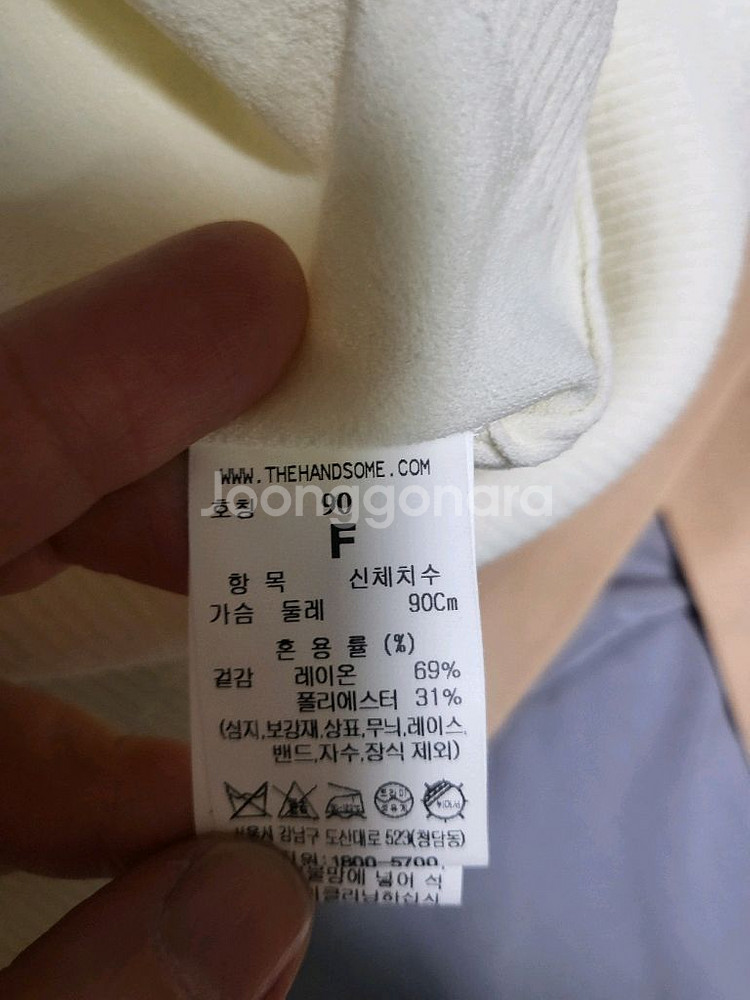 WWW.THEHANDSOME.COM
Joonggonara
호칭 90
F
항 목 신체치수
가슴 둘레 90Cm
혼 용 률 (%)
겉감 레이온 69%
폴리에스터 31%
(심지,보강재,상표,무늬,레이스,
밴드,자수,장식 제외)
서울시 강남구 도산대로 523(청담동)
1800-5700,
넣어